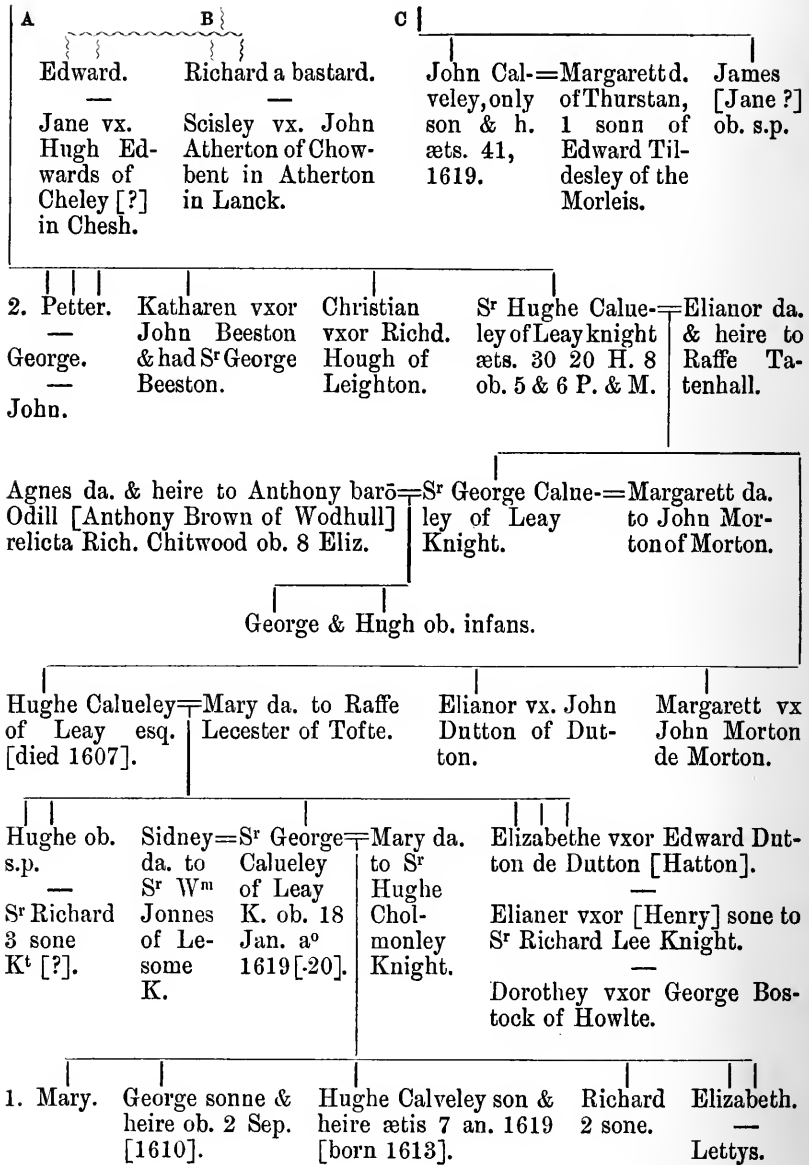 A B C
Edward.
—
Jane vx.
Hugh Ed-
wards of
Cheley [?]
in Chesh.
Richard a bastard.
—
Scisley vx. John
Atherton of Chow-
bent in Atherton
in Lanck.
John Cal-=Margarett d.
veley, only
son & h.
æts. 41,
1619.
of Thurstan,
1 sonn of
Edward Til-
desley of the
Morleis.
James
[Jane ?]
ob. s.p.
2. Petter.
—
George.
—
John.
Katharen vxor
John Beeston
& had Sʳ George
Beeston.
Christian
vxor Richd.
Hough of
Leighton.
Sʳ Hughe Calue-=Elianor da.
ley of Leay knight
æts. 30 20 H. 8
ob. 5 & 6 P. & M.
& heire to
Raffe Ta-
tenhall.
Agnes da. & heire to Anthony barō=Sʳ George Calue-=Margarett da.
Odill [Anthony Brown of Wodhull]
relicta Rich. Chitwood ob. 8 Eliz.
ley of Leay
Knight.
to John Mor-
ton of Morton.
George & Hugh ob. infans.
Hughe Calueley=Mary da. to Raffe
of Leay esq.
[died 1607].
Lecester of Tofte.
Elianor vx. John
Dutton of Dut-
ton.
Margarett vx
John Morton
de Morton.
Hughe ob.
s.p.
—
Sʳ Richard
3 sone
Kᵗ [?].
Sidney=Sʳ George=Mary da.
da. to
Sʳ Wᵐ
Jonnes
of Le-
some
K.
Calueley
of Leay
K. ob. 18
Jan. aº
1619[-20].
to Sʳ
Hughe
Chol-
monley
Knight.
Elizabethe vxor Edward Dut-
ton de Dutton [Hatton].
—
Elianer vxor [Henry] sone to
Sʳ Richard Lee Knight.
—
Dorothey vxor George Bos-
tock of Howlte.
1. Mary.
George sonne &
heire ob. 2 Sep.
[1610].
Hughe Calveley son &
heire ætis 7 an. 1619
[born 1613].
Richard
2 sone.
Elizabeth.
—
Lettys.